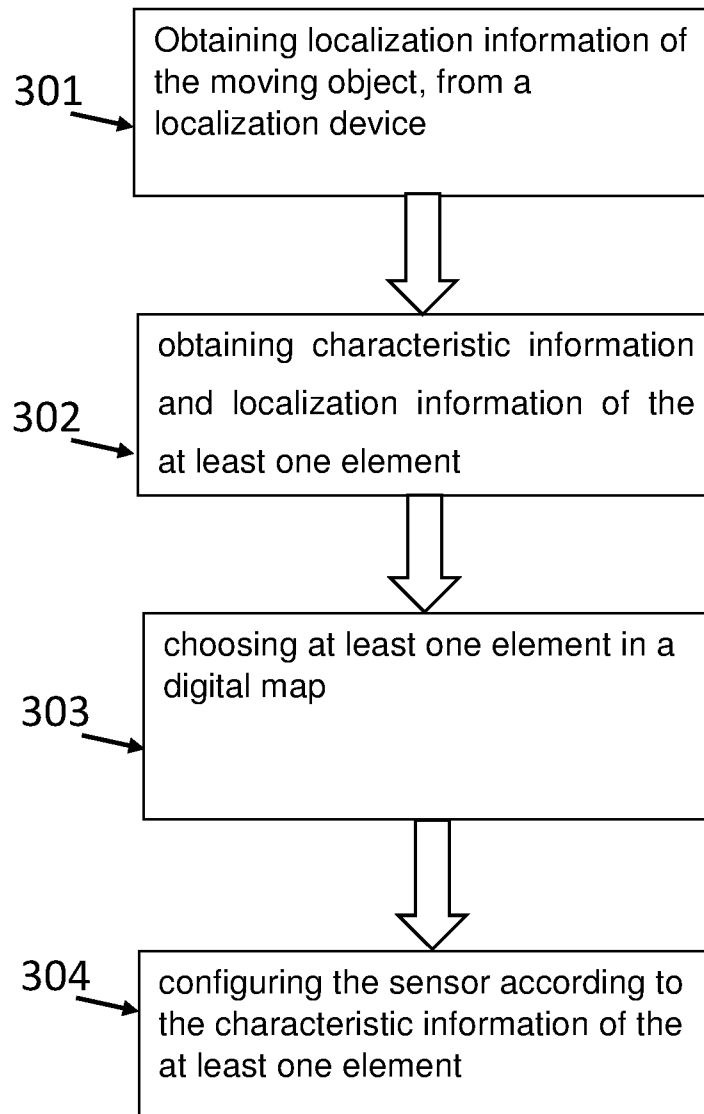 301
Obtaining localization information of
the moving object, from a
localization device
302
obtaining characteristic information
and localization information of the
at least one element
303
choosing at least one element in a
digital map
304
configuring the sensor according to
the characteristic information of the
at least one element